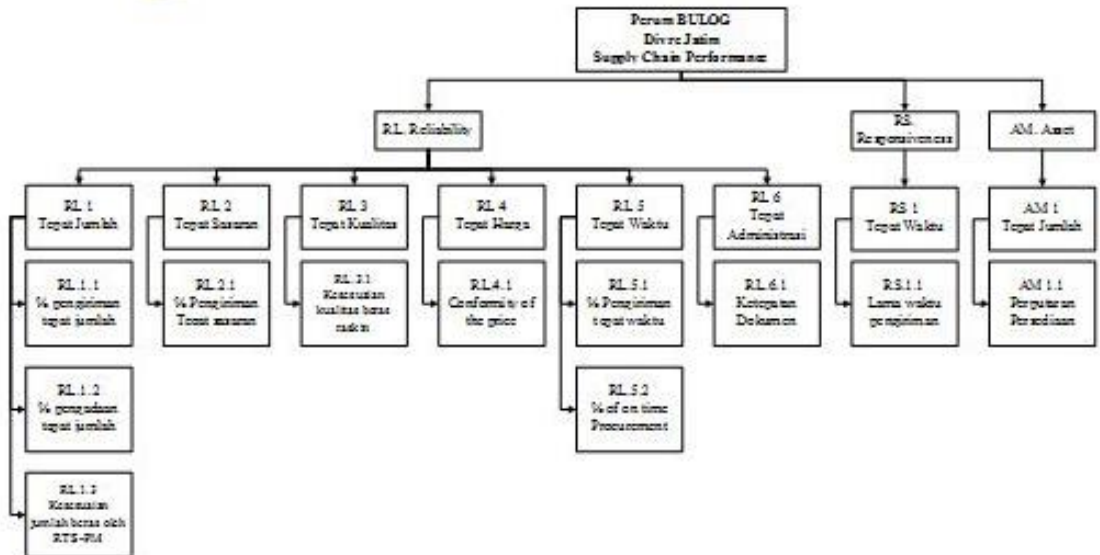 Perum BULOG
Divre Jatim
Supply Chain Performance
RL. Reliability
RS.
Responsiveness
AM. Asset
RL 1
Tepat Jumlah
RL 2
Tepat Sasaran
RL 3
Tepat Kualitas
RL 4
Tepat Harga
RL 5
Tepat Waktu
RL 6
Tepat
Administrasi
RS 1
Tepat Waktu
AM 1
Tepat Jumlah
RL.1.1
% pengiriman
tepat jumlah
RL.2.1
% Pengiriman
Tepat sasaran
RL.3.1
Kesesuaian
kualitas beras
raskin
RL.4.1
Conformity of
the price
RL.5.1
% Pengiriman
tepat waktu
RL.6.1
Ketepatan
Dokumen
RS.1.1
Lama waktu
pengiriman
AM 1.1
Perputaran
Persediaan
RL.1.2
% pengadaan
tepat jumlah
RL.5.2
% of on time
Procurement
RL.1.3
Kesesuaian
jumlah beras oleh
RTS-PM